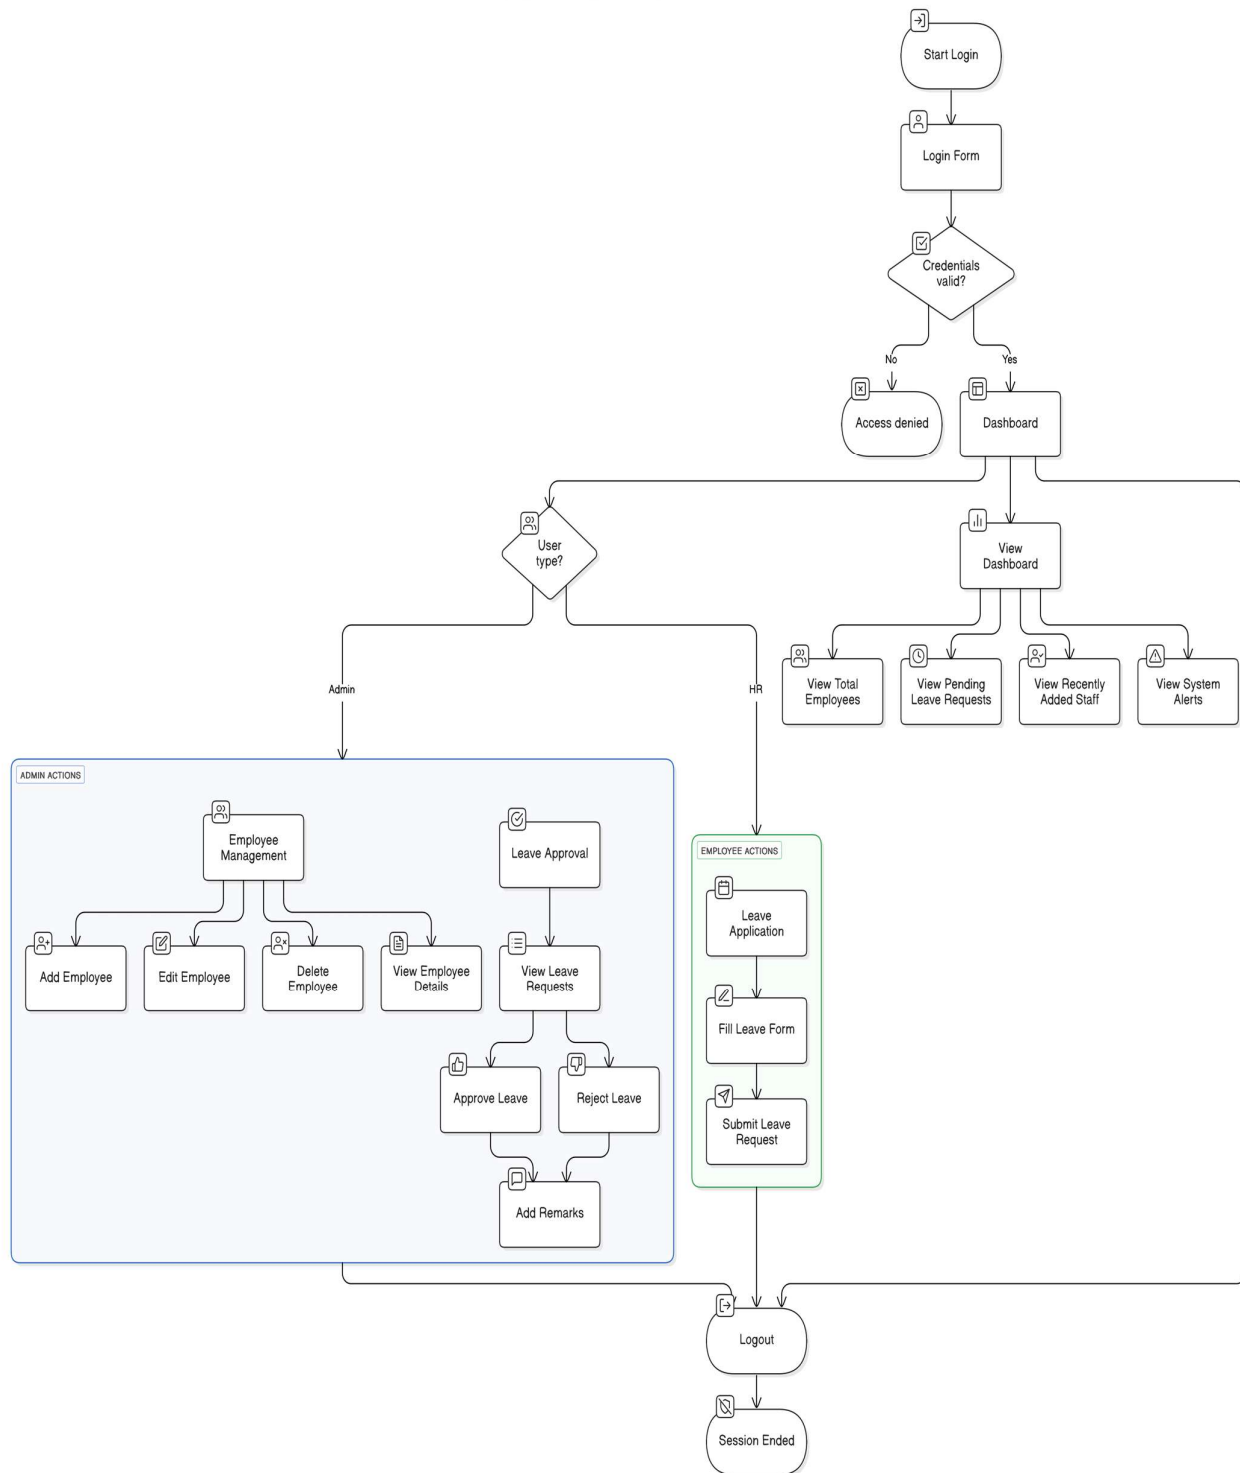 Start Login
Login Form
Credentials
valid?
No
Yes
Access denied
Dashboard
User
type?
View
Dashboard
View Total
Employees
View Pending
Leave Requests
View Recently
Added Staff
View System
Alerts
Admin
HR
ADMIN ACTIONS
Employee
Management
Leave Approval
Add Employee
Edit Employee
Delete
Employee
View Employee
Details
View Leave
Requests
Approve Leave
Reject Leave
Add Remarks
EMPLOYEE ACTIONS
Leave
Application
Fill Leave Form
Submit Leave
Request
Logout
Session Ended